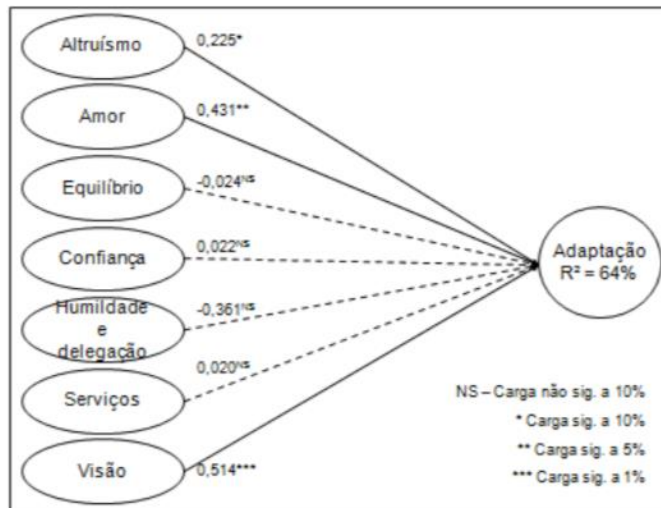 Altruísmo
0,225*
Amor
0,431**
Equilíbrio
-0,024ᴺˢ
Confiança
0,022ᴺˢ
Humildade
e
delegação
-0,361ᴺˢ
Serviços
0,020ᴺˢ
Visão
0,514***
Adaptação
R² = 64%
NS – Carga não sig. a 10%
* Carga sig. a 10%
** Carga sig. a 5%
*** Carga sig. a 1%